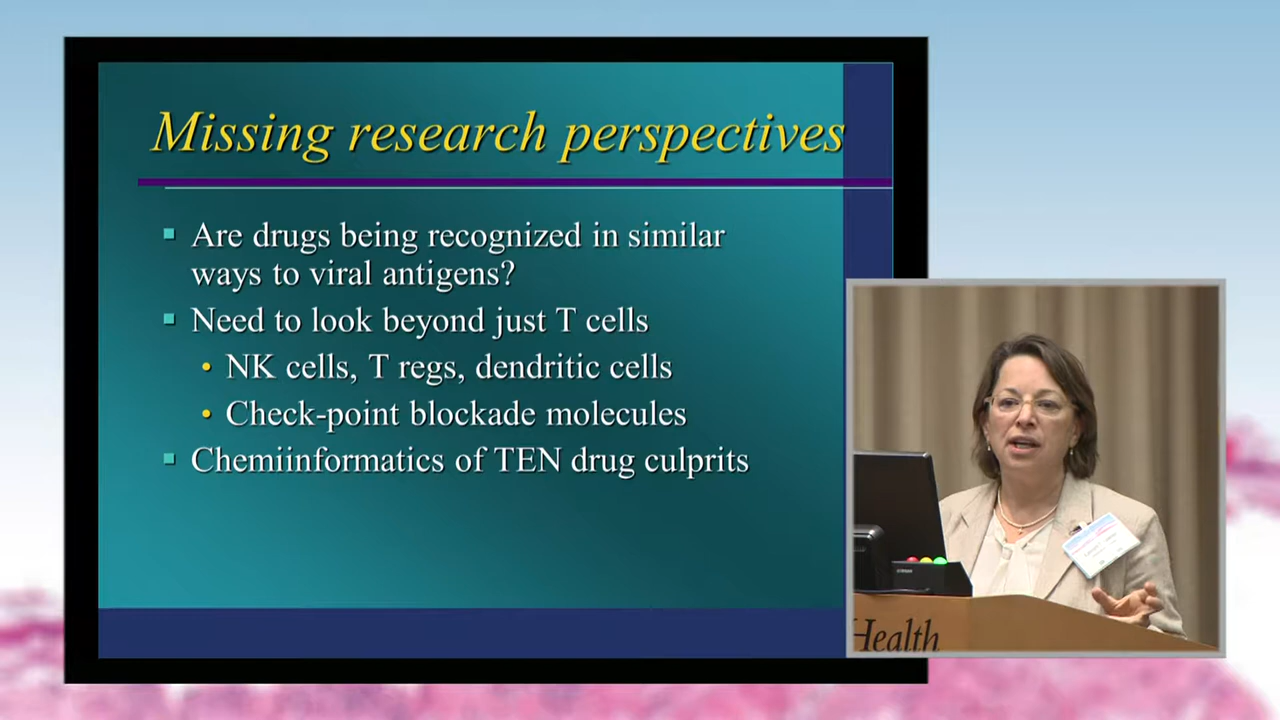 Missing research perspectives
Are drugs being recognized in similar
ways to viral antigens?
Need to look beyond just T cells
NK cells, T regs, dendritic cells
Check-point blockade molecules
Chemiinformatics of TEN drug culprits
Health